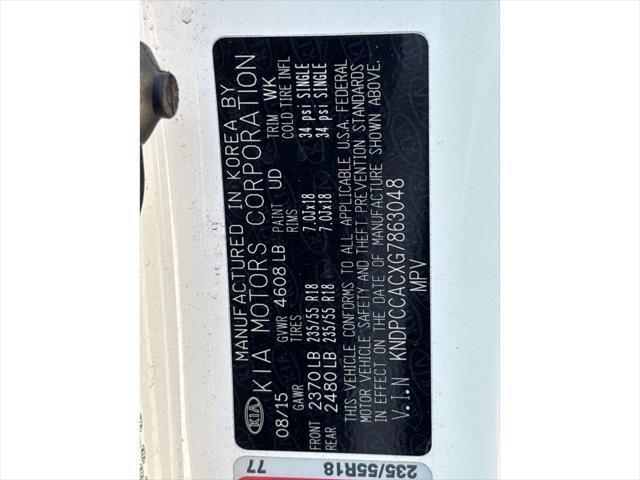 KIA
MANUFACTURED IN KOREA BY
KIA MOTORS CORPORATION
08/15 GVWR 4608LB PAINT UD TRIM WK
GAWR TIRES RIMS COLD TIRE INFL
FRONT 2370LB 235/55 R18 7.0Jx18 34 psi SINGLE
REAR 2480LB 235/55 R18 7.0Jx18 34 psi SINGLE
THIS VEHICLE CONFORMS TO ALL APPLICABLE U.S.A. FEDERAL
MOTOR VEHICLE SAFETY AND THEFT PREVENTION STANDARDS
IN EFFECT ON THE DATE OF MANUFACTURE SHOWN ABOVE.
V.I.N KNDPCCACXG7863048
MPV
235/55R18
77